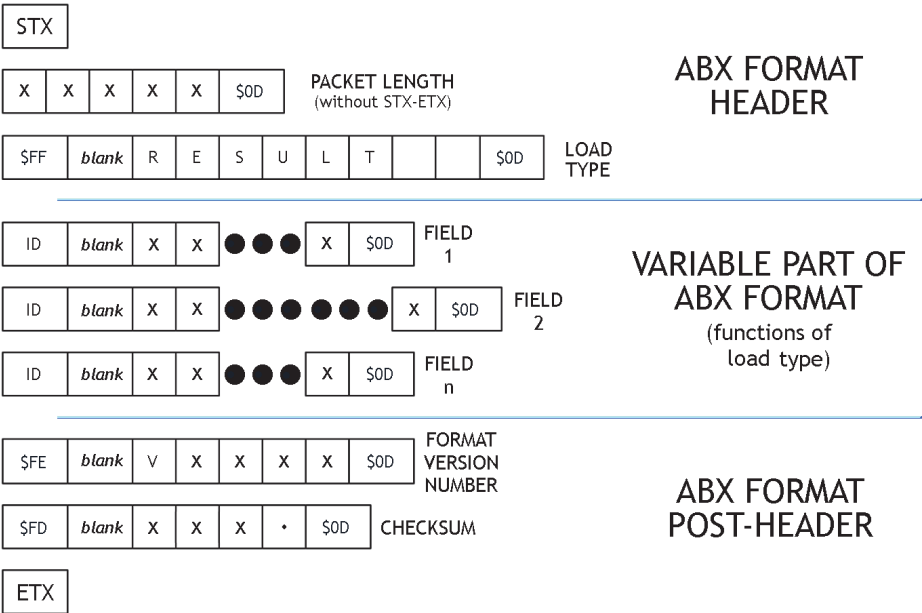 STX
X X X X X $0D PACKET LENGTH
(without STX-ETX)
ABX FORMAT
HEADER
$FF blank R E S U L T $0D LOAD
TYPE
ID blank X X ●●● X $0D FIELD
1
VARIABLE PART OF
ABX FORMAT
(functions of
load type)
ID blank X X ●●●●●● X $0D FIELD
2
ID blank X X ●●● X $0D FIELD
n
$FE blank V X X X X $0D FORMAT
VERSION
NUMBER
ABX FORMAT
POST-HEADER
$FD blank X X X • $0D CHECKSUM
ETX